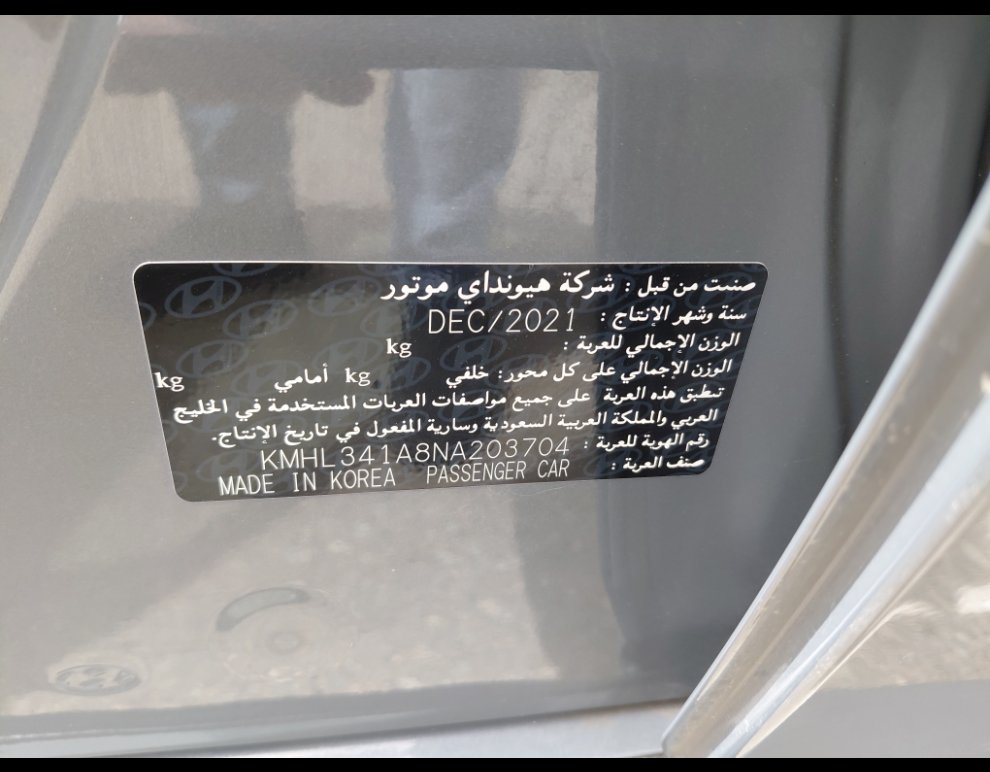 صنعت من قبل : شركة هيونداي موتور
سنة وشهر الإنتاج : DEC/2021
الوزن الإجمالي للعربة : kg
الوزن الإجمالي على كل محور: خلفي kg أمامي kg
تنطبق هذه العربة على جميع مواصفات العربات المستخدمة في الخليج
العربي والمملكة العربية السعودية وسارية المفعول في تاريخ الإنتاج.
رقم الهوية للعربة : KMHL341A8NA203704
صنف العربة : PASSENGER CAR MADE IN KOREA